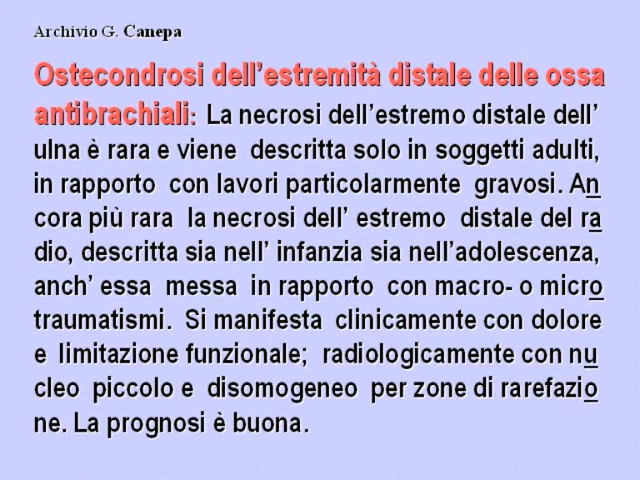 Archivio G. Canepa
Ostecondrosi dell’estremità distale delle ossa
antibrachiali: La necrosi dell’estremo distale dell’
ulna è rara e viene descritta solo in soggetti adulti,
in rapporto con lavori particolarmente gravosi. An
cora più rara la necrosi dell’ estremo distale del ra
dio, descritta sia nell’ infanzia sia nell’adolescenza,
anch’ essa messa in rapporto con macro- o micro
traumatismi. Si manifesta clinicamente con dolore
e limitazione funzionale; radiologicamente con nu
cleo piccolo e disomogeneo per zone di rarefazio
ne. La prognosi è buona.